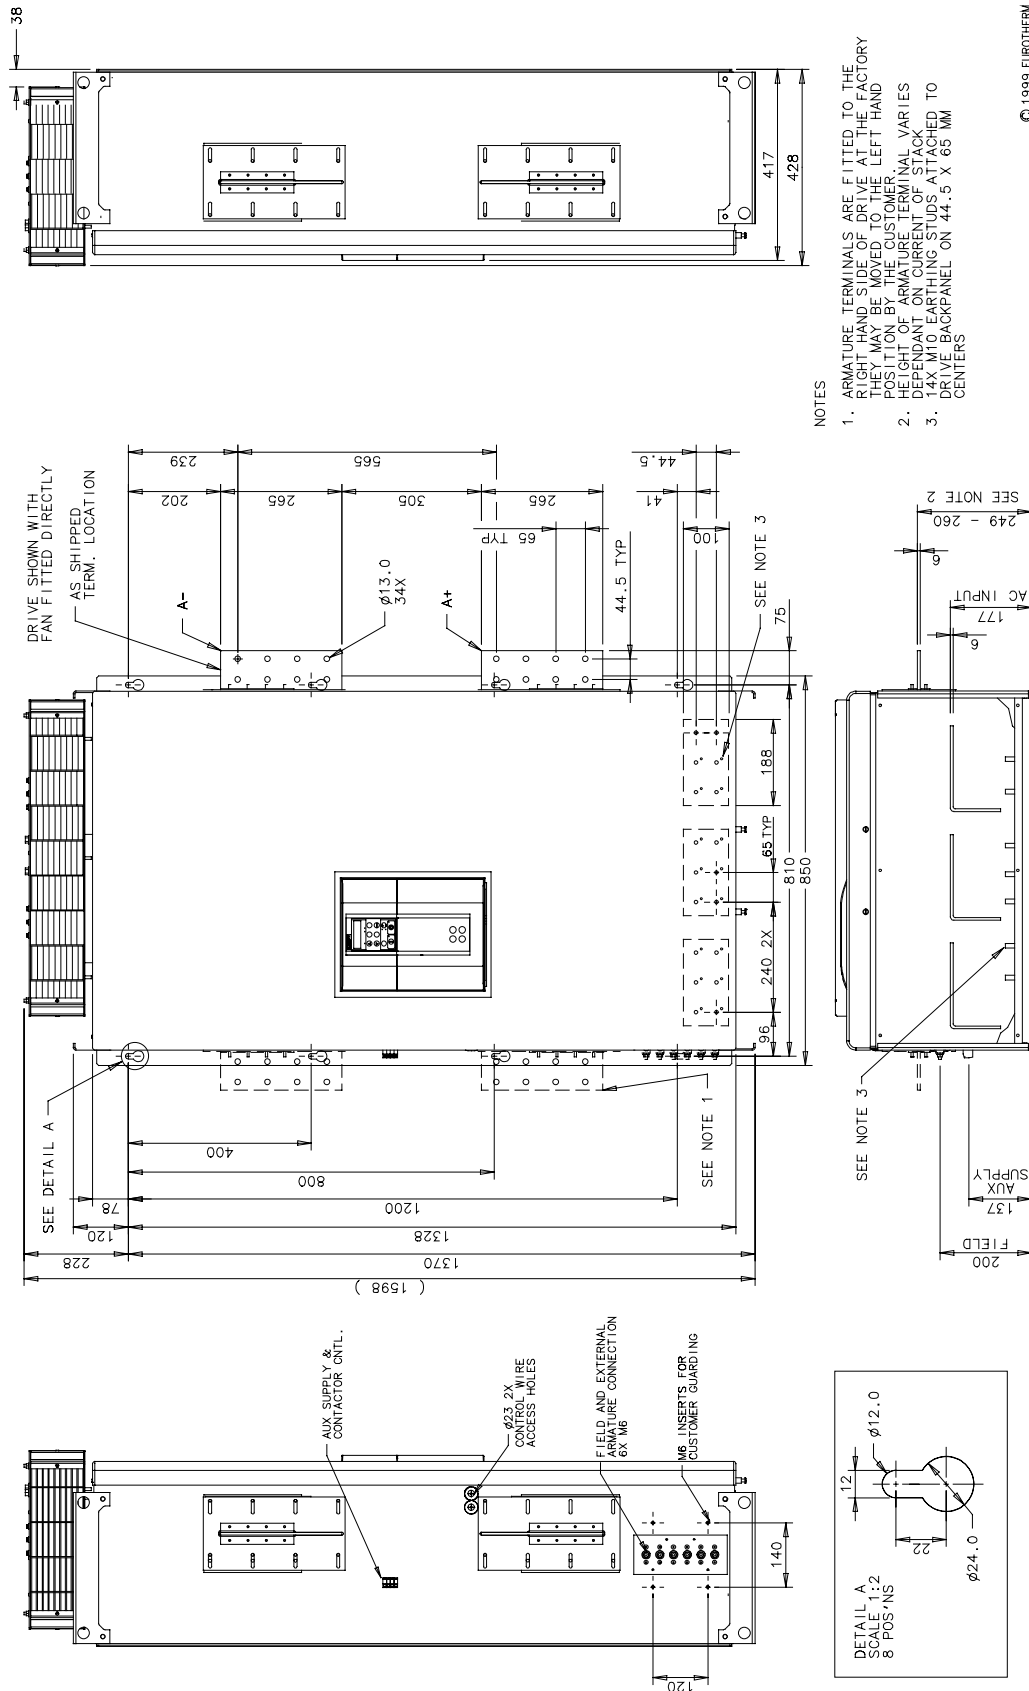 38
417
428
NOTES
1. ARMATURE TERMINALS ARE FITTED TO THE
RIGHT HAND SIDE OF DRIVE AT THE FACTORY
THEY MAY BE MOVED TO THE LEFT HAND
POSITION BY THE CUSTOMER.
2. HEIGHT OF ARMATURE TERMINAL VARIES
DEPENDANT ON CURRENT OF STACK
3. 14X M10 EARTHING STUDS ATTACHED TO
DRIVE BACKPANEL ON 44.5 X 65 MM
CENTERS
© 1999 EUROTHERM
DRIVE SHOWN WITH
FAN FITTED DIRECTLY
AS SHIPPED
TERM. LOCATION
A-
ø13.0
34X
A+
239
565
44.5
202
265
305
265
41
65 TYP
100
44.5 TYP
SEE NOTE 3
75
188
65 TYP
810
850
240 2X
96
SEE DETAIL A
SEE NOTE 1
400
800
78
1200
120
1328
228
1370
( 1598 )
SEE NOTE 2
249 - 260
6
AC INPUT
177
6
SEE NOTE 3
AUX
SUPPLY
137
FIELD
200
AUX SUPPLY &
CONTACTOR CNTL.
ø23 2X
CONTROL WIRE
ACCESS HOLES
FIELD AND EXTERNAL
ARMATURE CONNECTION
6X M6
M6 INSERTS FOR
CUSTOMER GUARDING
140
120
DETAIL A
SCALE 1:2
8 POS'NS
12
ø12.0
22
ø24.0